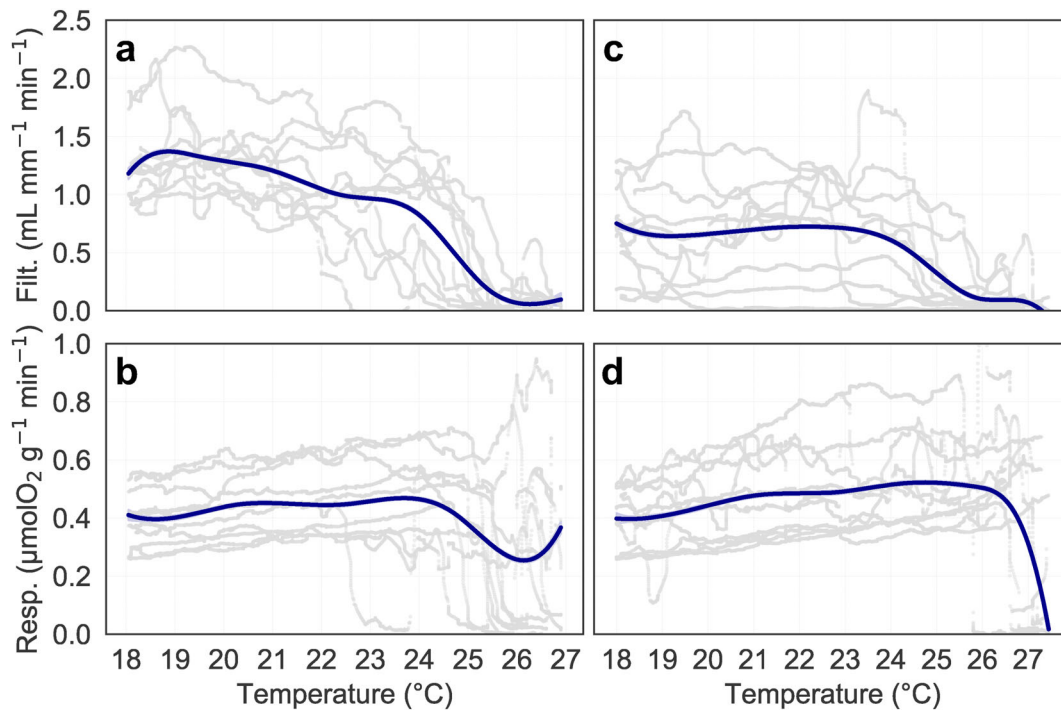 a
c
Filt. (mL mm⁻¹ min⁻¹)
2.5
2.0
1.5
1.0
0.5
0.0
b
d
Resp. (µmolO₂ g⁻¹ min⁻¹)
1.0
0.8
0.6
0.4
0.2
0.0
18 19 20 21 22 23 24 25 26 27 18 19 20 21 22 23 24 25 26 27
Temperature (°C) Temperature (°C)